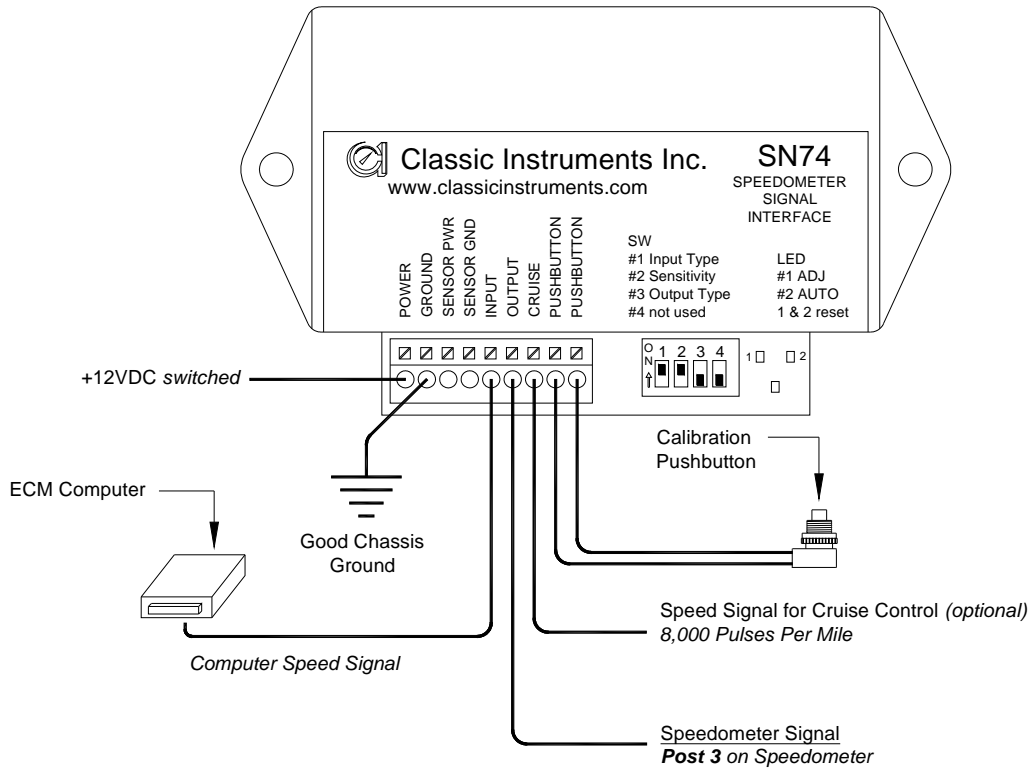 Classic Instruments Inc.
www.classicinstruments.com
SN74
SPEEDOMETER
SIGNAL
INTERFACE
POWER
GROUND
SENSOR PWR
SENSOR GND
INPUT
OUTPUT
CRUISE
PUSHBUTTON
PUSHBUTTON
SW
#1 Input Type
#2 Sensitivity
#3 Output Type
#4 not used
LED
#1 ADJ
#2 AUTO
1 & 2 reset
ON
1 2 3 4
1 2
+12VDC switched
Calibration
Pushbutton
ECM Computer
Good Chassis
Ground
Speed Signal for Cruise Control (optional)
8,000 Pulses Per Mile
Computer Speed Signal
Speedometer Signal
Post 3 on Speedometer